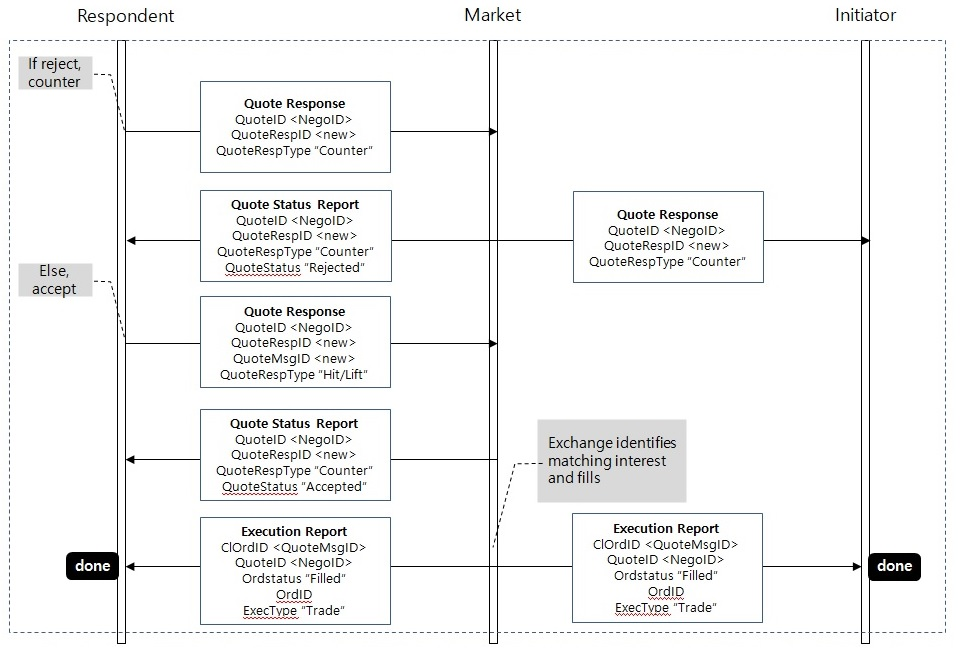 Respondent
Market
Initiator
If reject,
counter
Quote Response
QuoteID <NegoID>
QuoteRespID <new>
QuoteRespType "Counter"
Quote Status Report
QuoteID <NegoID>
QuoteRespID <new>
QuoteRespType "Counter"
QuoteStatus "Rejected"
Quote Response
QuoteID <NegoID>
QuoteRespID <new>
QuoteRespType "Counter"
Else,
accept
Quote Response
QuoteID <NegoID>
QuoteRespID <new>
QuoteMsgID <new>
QuoteRespType "Hit/Lift"
Quote Status Report
QuoteID <NegoID>
QuoteRespID <new>
QuoteRespType "Counter"
QuoteStatus "Accepted"
Exchange identifies
matching interest
and fills
done
Execution Report
ClOrdID <QuoteMsgID>
QuoteID <NegoID>
Ordstatus "Filled"
OrdID
ExecType "Trade"
Execution Report
ClOrdID <QuoteMsgID>
QuoteID <NegoID>
Ordstatus "Filled"
OrdID
ExecType "Trade"
done